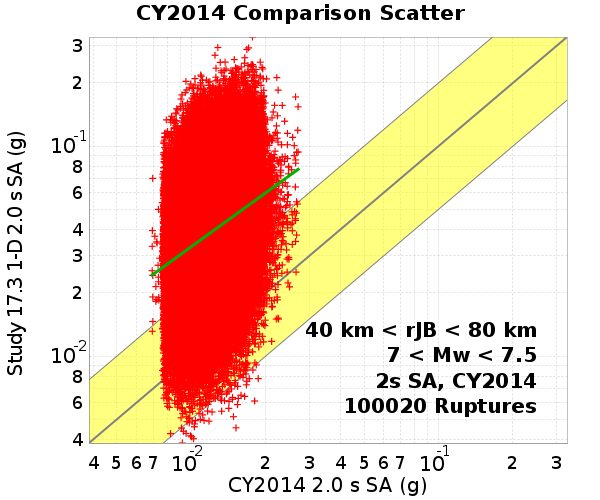 CY2014 Comparison Scatter
3
2
10-1
8
6
4
3
2
10-2
8
6
4
Study 17.3 1-D 2.0 s SA (g)
40 km < rJB < 80 km
7 < Mw < 7.5
2s SA, CY2014
100020 Ruptures
4 5 6 7 10-2 2 3 4 5 6 7 10-1 2 3
CY2014 2.0 s SA (g)